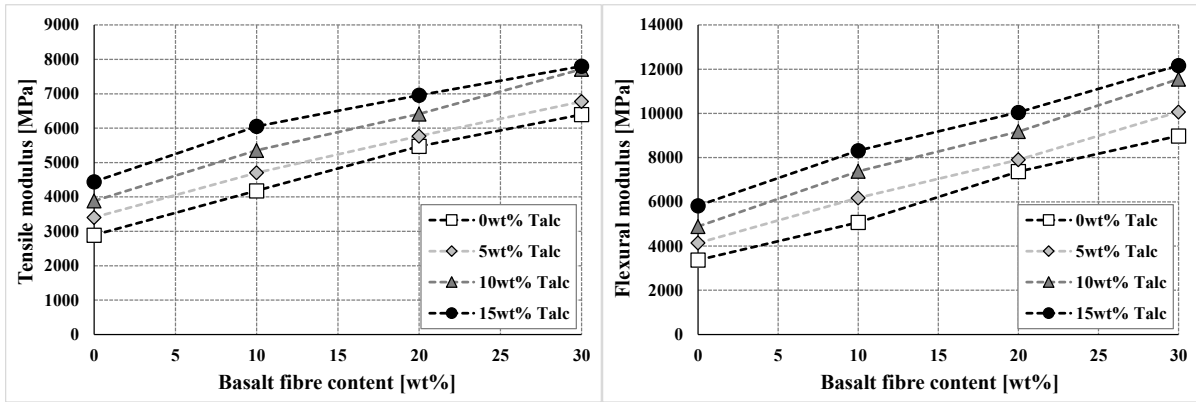 Tensile modulus [MPa]
9000
8000
7000
6000
5000
4000
3000
2000
1000
0
0 5 10 15 20 25 30
Basalt fibre content [wt%]
0wt% Talc
5wt% Talc
10wt% Talc
15wt% Talc
Flexural modulus [MPa]
14000
12000
10000
8000
6000
4000
2000
0
0 5 10 15 20 25 30
Basalt fibre content [wt%]
0wt% Talc
5wt% Talc
10wt% Talc
15wt% Talc